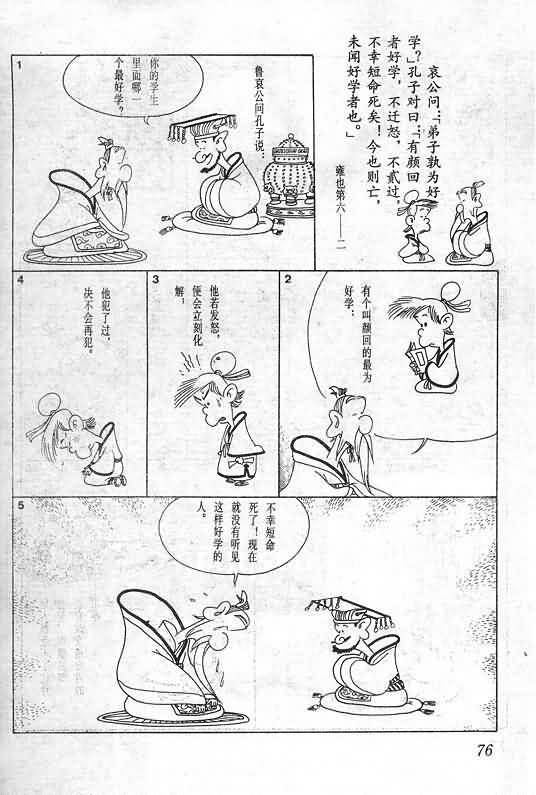 哀公问:“弟子孰为好
学?”孔子对曰:“有颜回
者好学,不迁怒,不贰过,
不幸短命死矣!今也则亡,
未闻好学者也。”
雍也第六——二
1
鲁哀公问孔子说:
你的学生
里面哪一
个最好学?
2
有个叫颜回的最为
好学:
3
他若发怒,
便会立刻化
解;
4
他犯了过,
决不会再犯。
5
不幸短命
死了!现在
就没有听见
这样好学的
人。
76